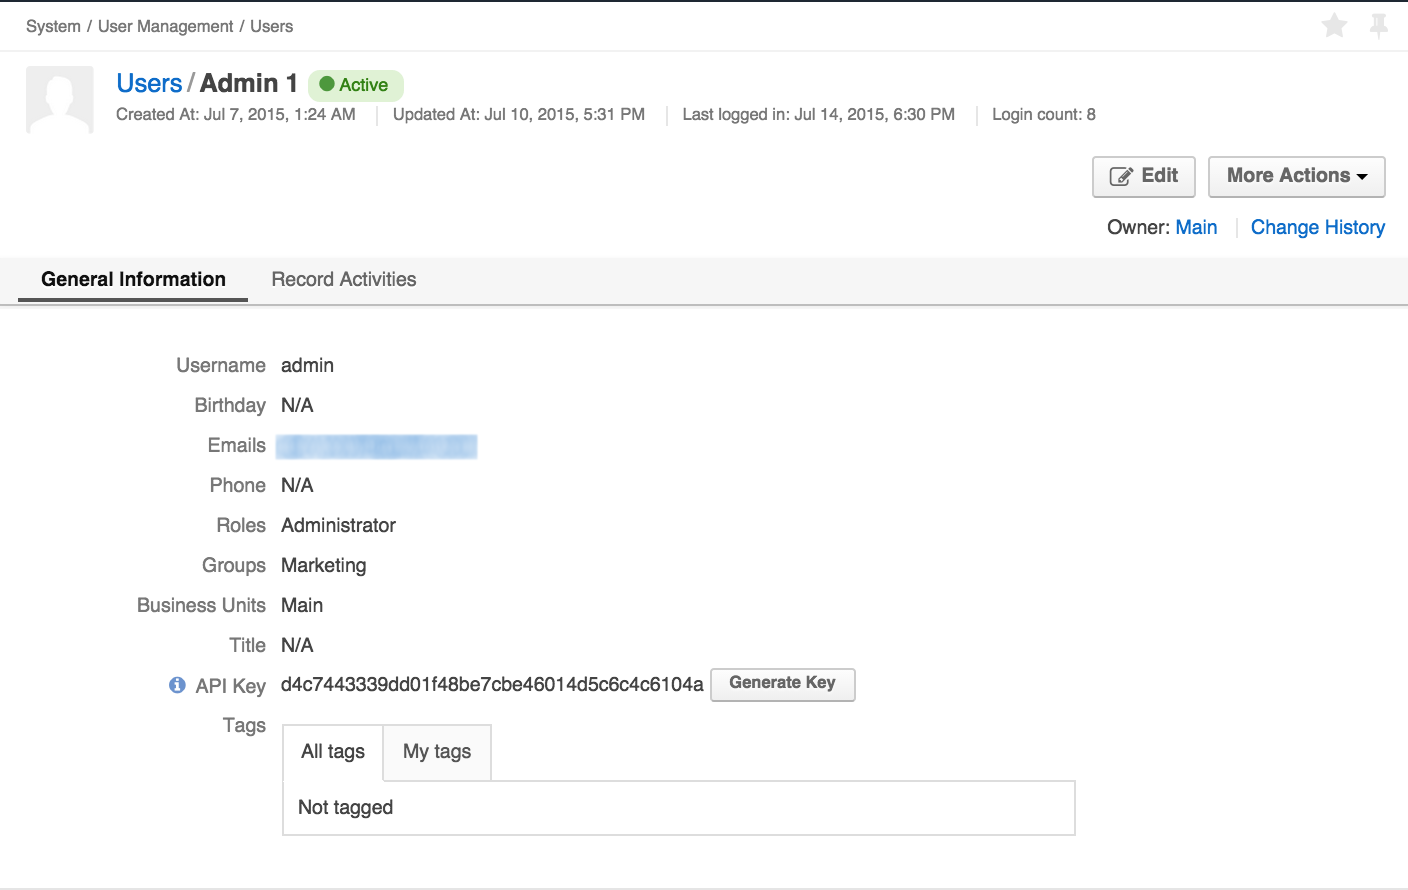 System / User Management / Users
Users / Admin 1 Active
Created At: Jul 7, 2015, 1:24 AM Updated At: Jul 10, 2015, 5:31 PM Last logged in: Jul 14, 2015, 6:30 PM Login count: 8
Edit More Actions
Owner: Main Change History
General Information Record Activities
Username admin
Birthday N/A
Emails
Phone N/A
Roles Administrator
Groups Marketing
Business Units Main
Title N/A
API Key d4c7443339dd01f48be7cbe46014d5c6c4c6104a Generate Key
Tags
All tags My tags
Not tagged